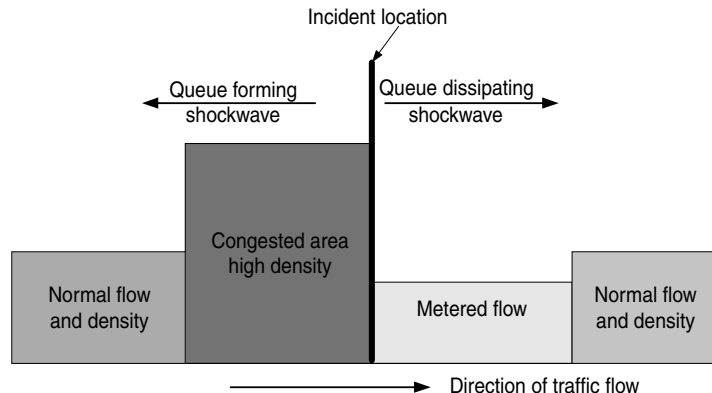 Incident location
Queue forming
shockwave
Queue dissipating
shockwave
Congested area
high density
Normal flow
and density
Metered flow
Normal flow
and density
Direction of traffic flow